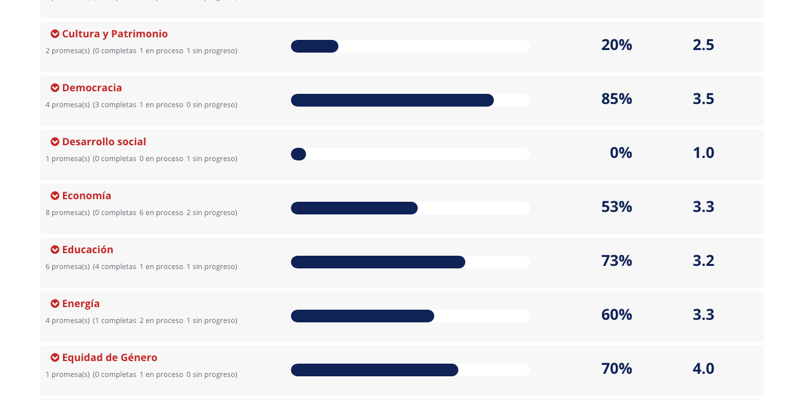 Cultura y Patrimonio
2 promesa(s) (0 completas 1 en proceso 1 sin progreso)
20%
2.5
Democracia
4 promesa(s) (3 completas 1 en proceso 0 sin progreso)
85%
3.5
Desarrollo social
1 promesa(s) (0 completas 0 en proceso 1 sin progreso)
0%
1.0
Economía
8 promesa(s) (0 completas 6 en proceso 2 sin progreso)
53%
3.3
Educación
6 promesa(s) (4 completas 1 en proceso 1 sin progreso)
73%
3.2
Energía
4 promesa(s) (1 completas 2 en proceso 1 sin progreso)
60%
3.3
Equidad de Género
1 promesa(s) (0 completas 1 en proceso 0 sin progreso)
70%
4.0